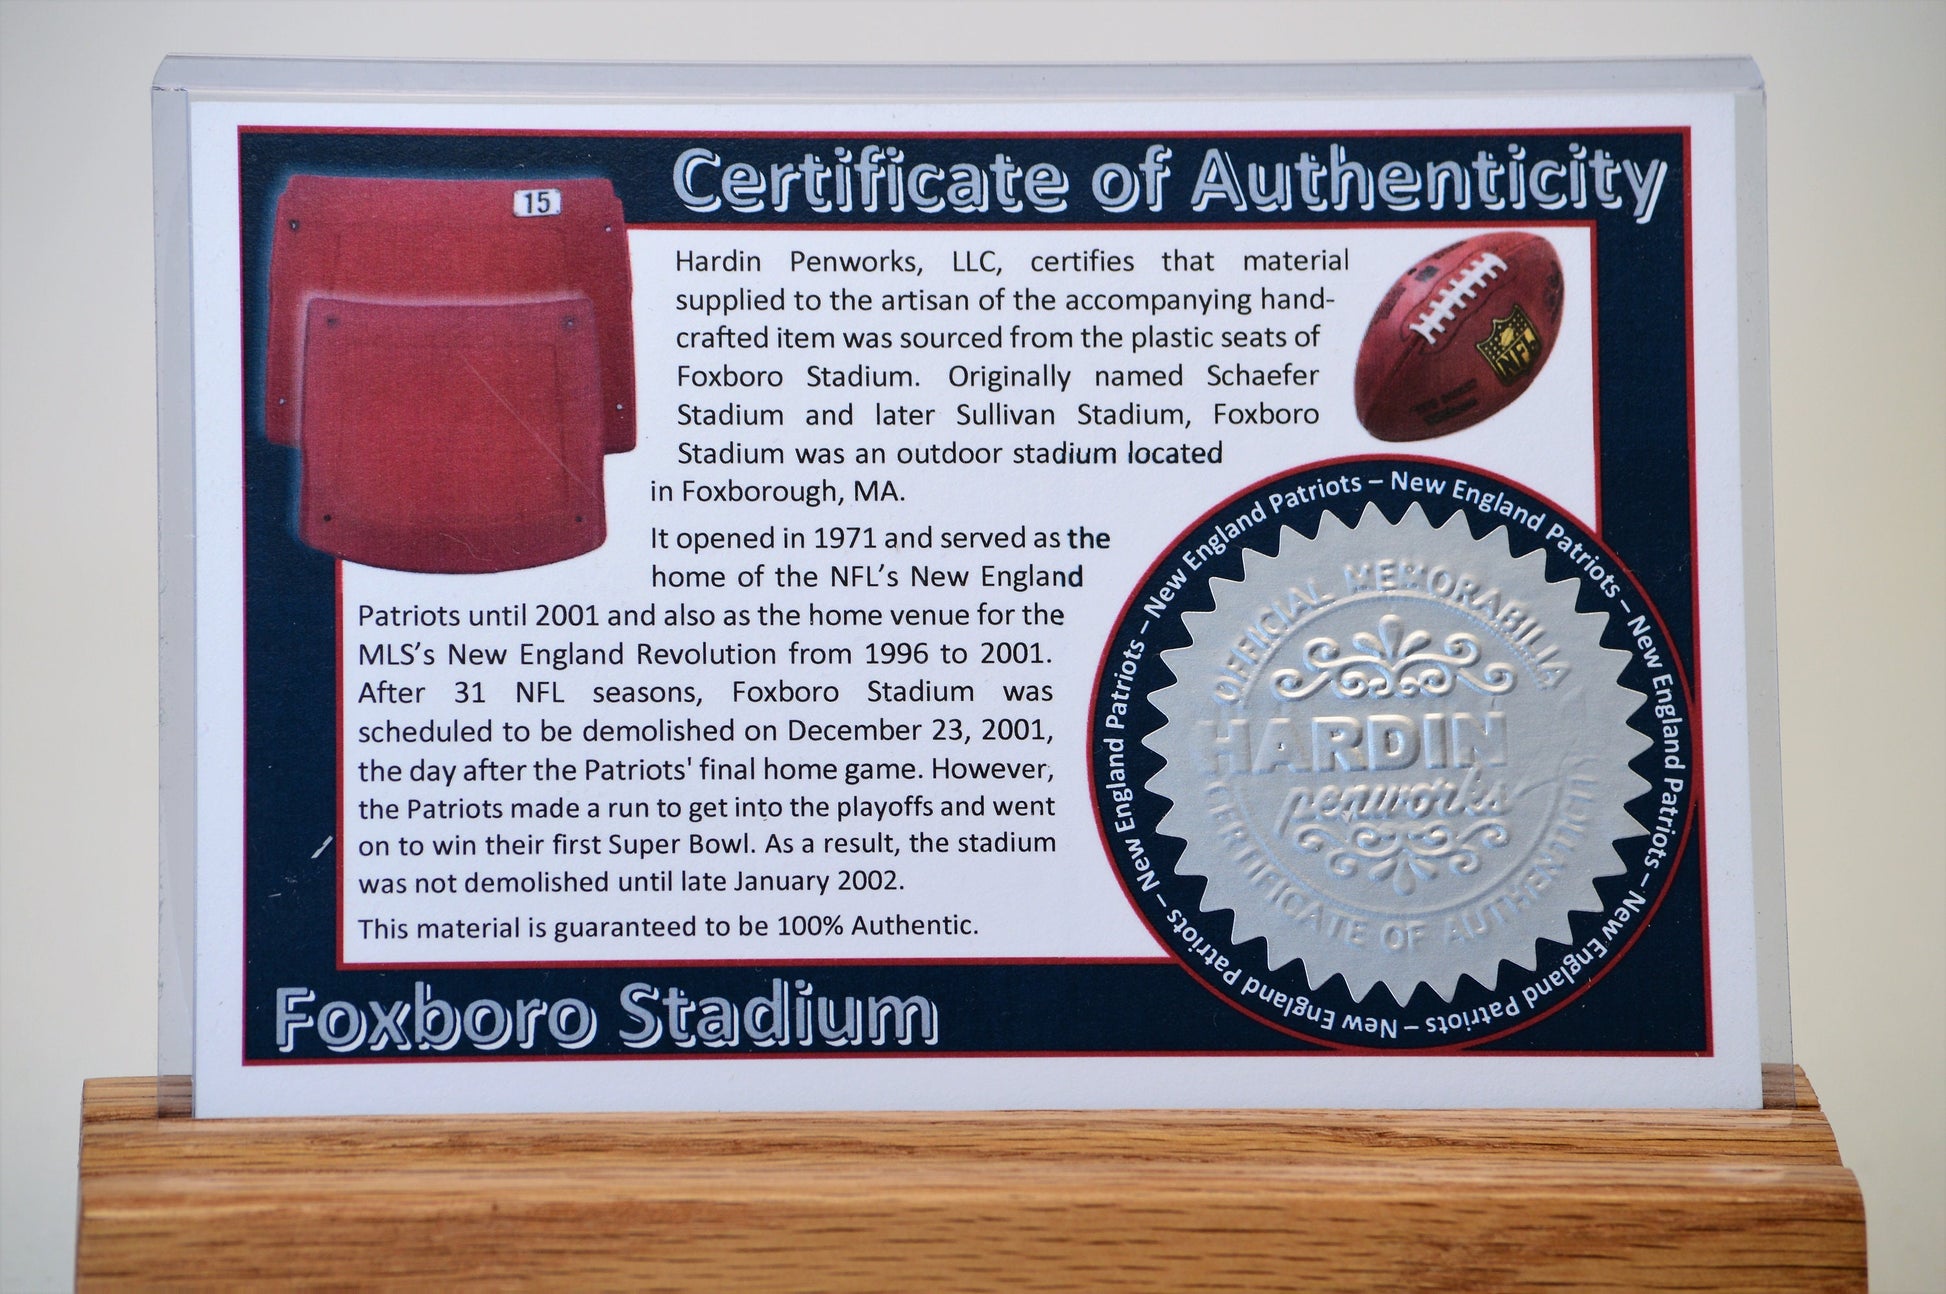 Certificate of Authenticity
15
Hardin Penworks, LLC, certifies that material
supplied to the artisan of the accompanying hand-
crafted item was sourced from the plastic seats of
Foxboro Stadium. Originally named Schaefer
Stadium and later Sullivan Stadium, Foxboro
Stadium was an outdoor stadium located
in Foxborough, MA.
It opened in 1971 and served as the
home of the NFL's New England
Patriots until 2001 and also as the home venue for the
MLS's New England Revolution from 1996 to 2001.
After 31 NFL seasons, Foxboro Stadium was
scheduled to be demolished on December 23, 2001,
the day after the Patriots' final home game. However,
the Patriots made a run to get into the playoffs and went
on to win their first Super Bowl. As a result, the stadium
was not demolished until late January 2002.
This material is guaranteed to be 100% Authentic.
NFL
New England Patriots – New England Patriots – New England Patriots – New England Patriots – New England Patriots – New England Patriots – New England Patriots –
OFFICIAL MEMORABILIA
HARDIN
penworks
CERTIFICATE OF AUTHENTICITY
Foxboro Stadium